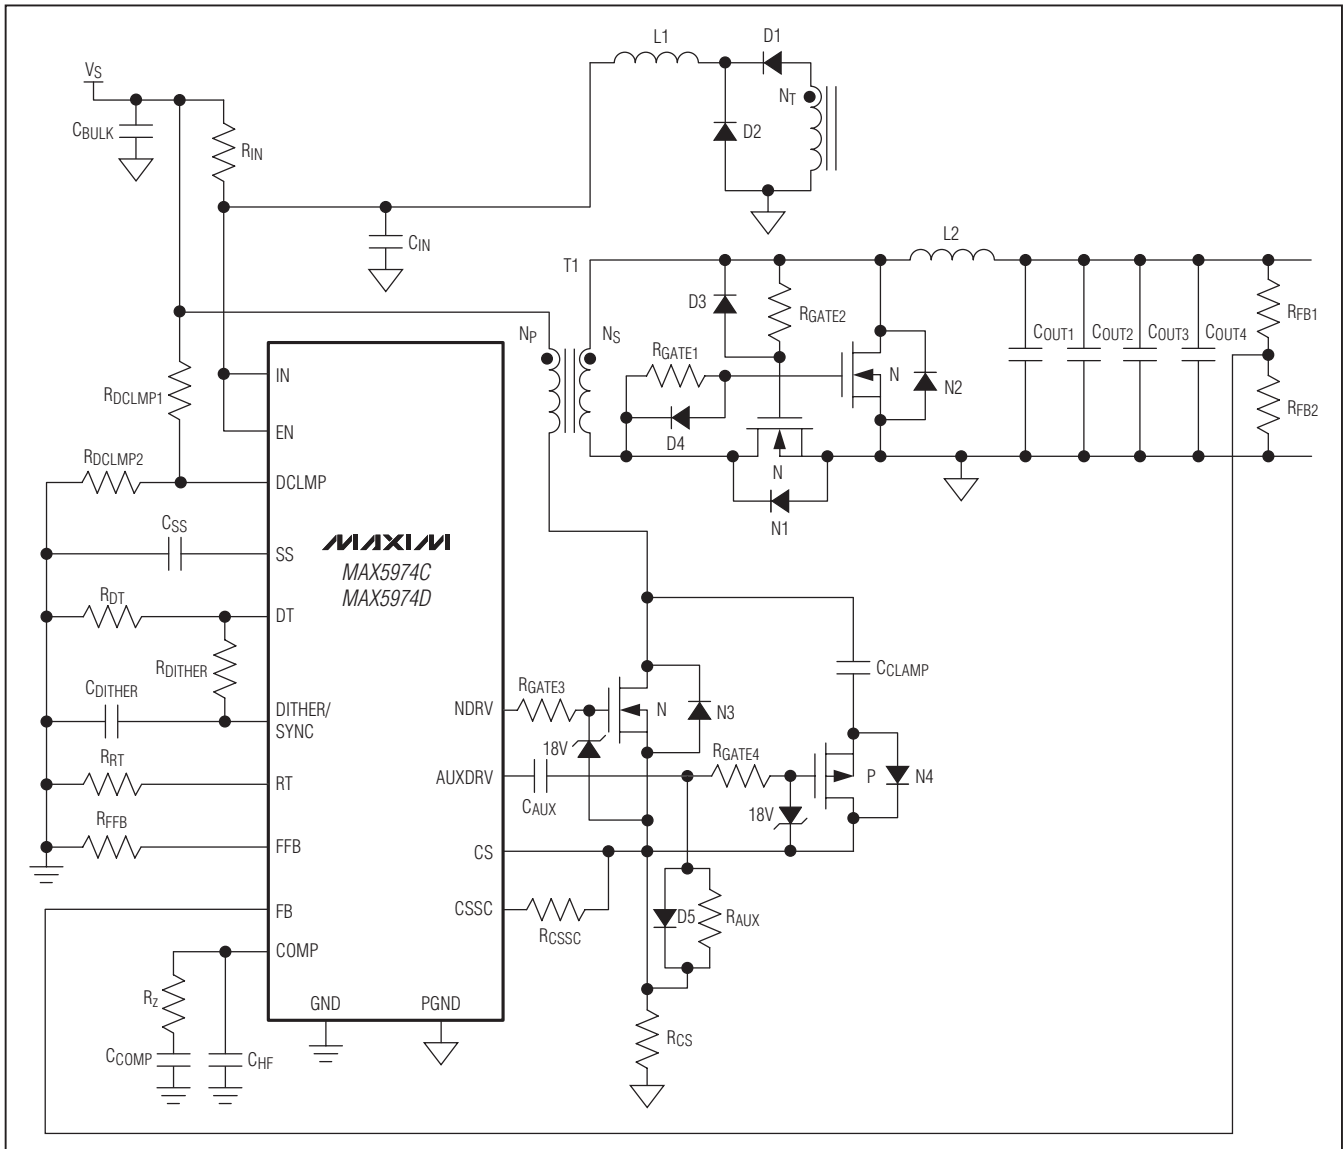 L1
D1
VS
NT
CBULK
RIN
D2
CIN
L2
T1
D3
RGATE2
NP
NS
RGATE1
COUT1
COUT2
COUT3
COUT4
RFB1
IN
N
N2
RDCLMP1
D4
RFB2
EN
RDCLMP2
DCLMP
N
N1
CSS
SS
MAXIM
MAX5974C
MAX5974D
RDT
DT
RDITHER
CCLAMP
CDITHER
RGATE3
DITHER/
SYNC
NDRV
N
N3
18V
RGATE4
RRT
RT
AUXDRV
CAUX
P
N4
18V
RFFB
FFB
CS
FB
CSSC
RCSSC
D5
RAUX
COMP
Rz
GND
PGND
RCS
CCOMP
CHF